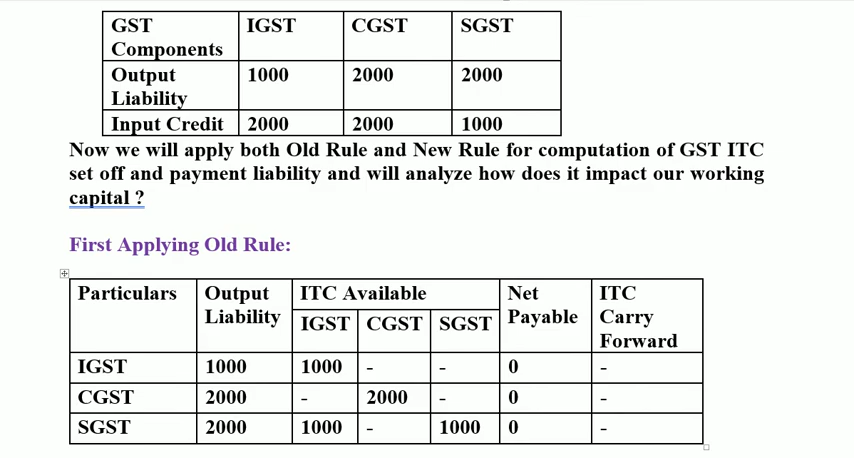 GST Components IGST CGST SGST
Output Liability 1000 2000 2000
Input Credit 2000 2000 1000
Now we will apply both Old Rule and New Rule for computation of GST ITC
set off and payment liability and will analyze how does it impact our working
capital ?
First Applying Old Rule:
Particulars Output Liability ITC Available Net Payable ITC Carry Forward
IGST CGST SGST
IGST 1000 1000 - - 0 -
CGST 2000 - 2000 - 0 -
SGST 2000 1000 - 1000 0 -